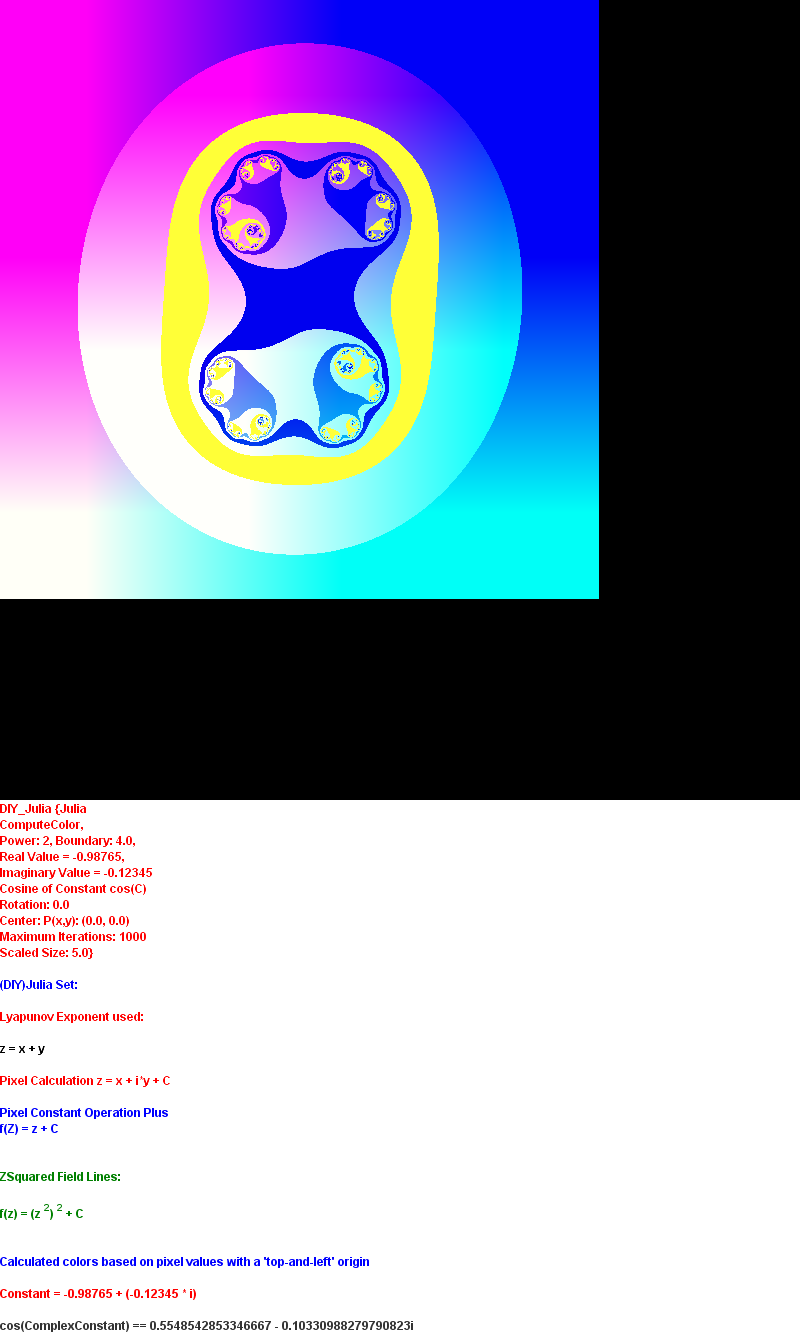 DIY_Julia {Julia
ComputeColor,
Power: 2, Boundary: 4.0,
Real Value = -0.98765,
Imaginary Value = -0.12345
Cosine of Constant cos(C)
Rotation: 0.0
Center: P(x,y): (0.0, 0.0)
Maximum Iterations: 1000
Scaled Size: 5.0}
(DIY)Julia Set:
Lyapunov Exponent used:
z = x + y
Pixel Calculation z = x + i*y + C
Pixel Constant Operation Plus
f(Z) = z + C
ZSquared Field Lines:
f(z) = (z ²) ² + C
Calculated colors based on pixel values with a 'top-and-left' origin
Constant = -0.98765 + (-0.12345 * i)
cos(ComplexConstant) == 0.5548542853346667 - 0.10330988279790823i